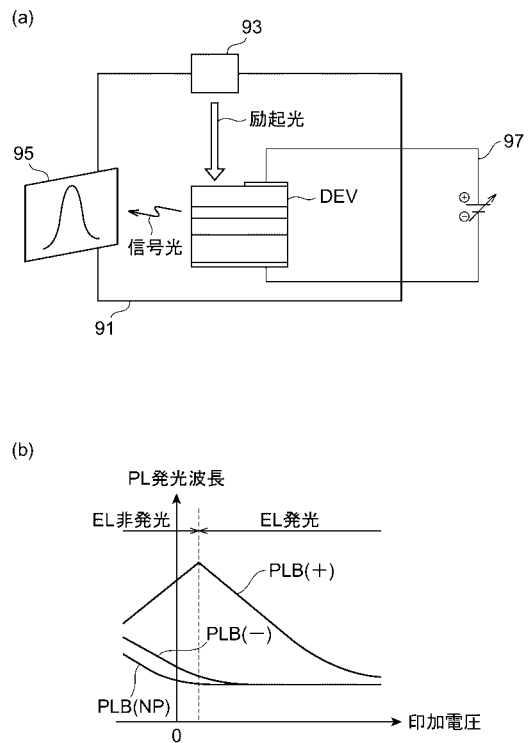 (a)
93
励起光
95
97
DEV
⊕
⊖
信号光
91
(b)
PL発光波長
EL非発光
EL発光
PLB(＋)
PLB(－)
PLB(NP)
0
印加電圧